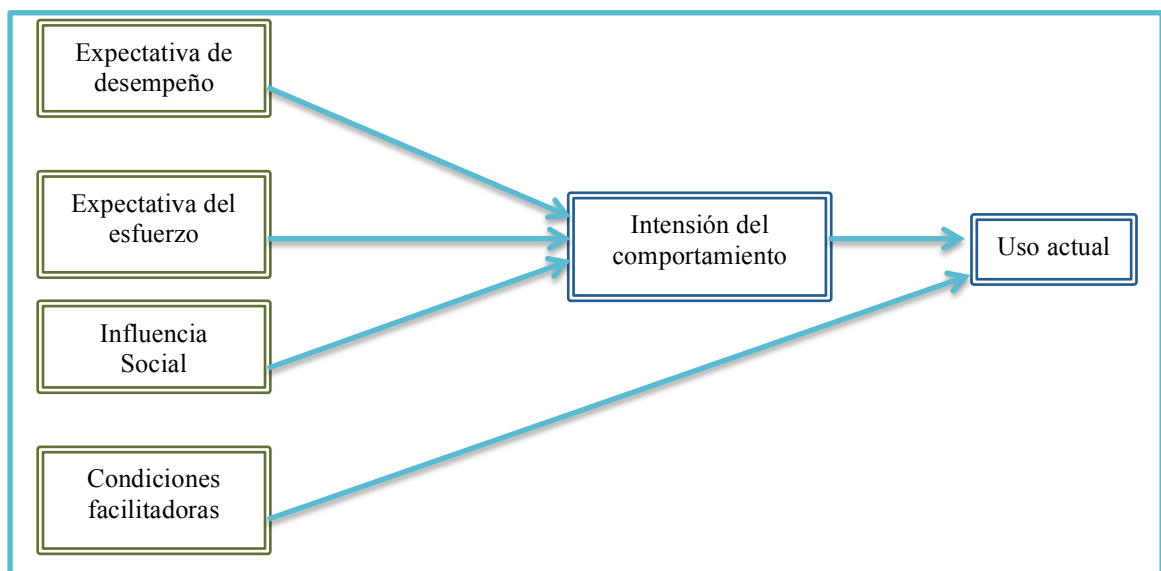 Expectativa de
desempeño
Expectativa del
esfuerzo
Influencia
Social
Condiciones
facilitadoras
Intensión del
comportamiento
Uso actual